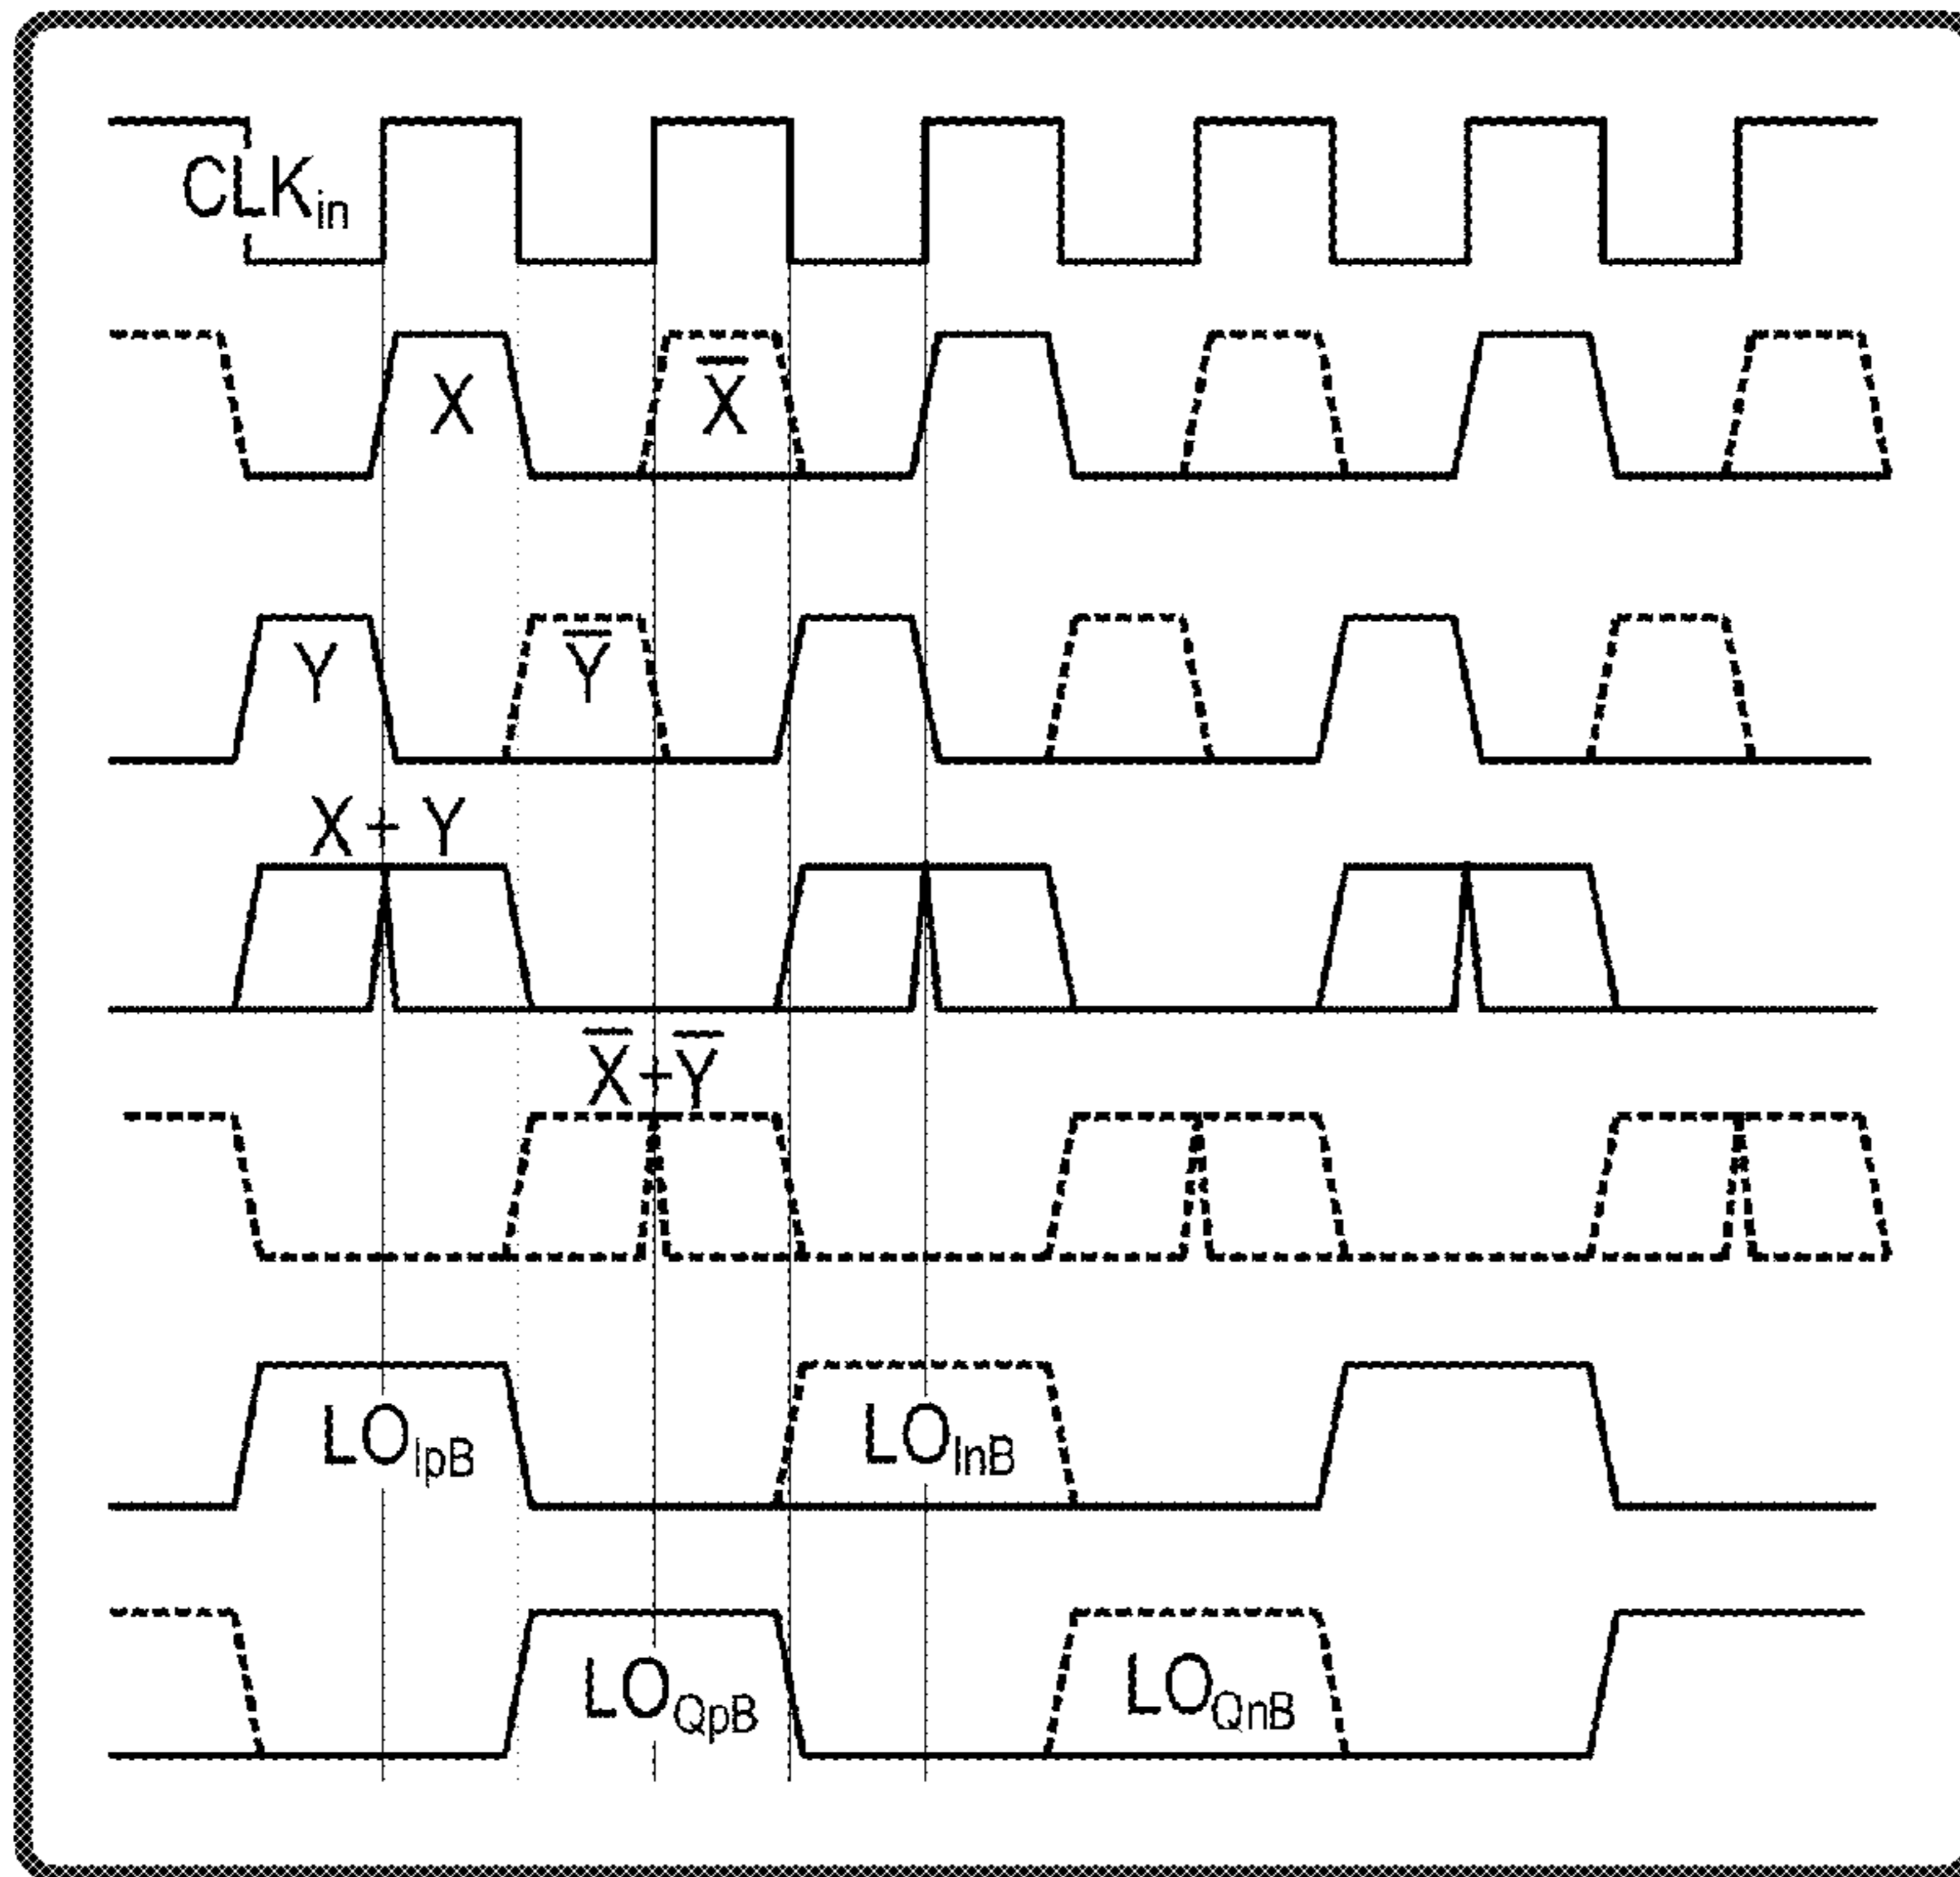 CLKin
X X̅
Y Y̅
X + Y
X̅+Y̅
LOIpB LOInB
LOQpB LOQnB